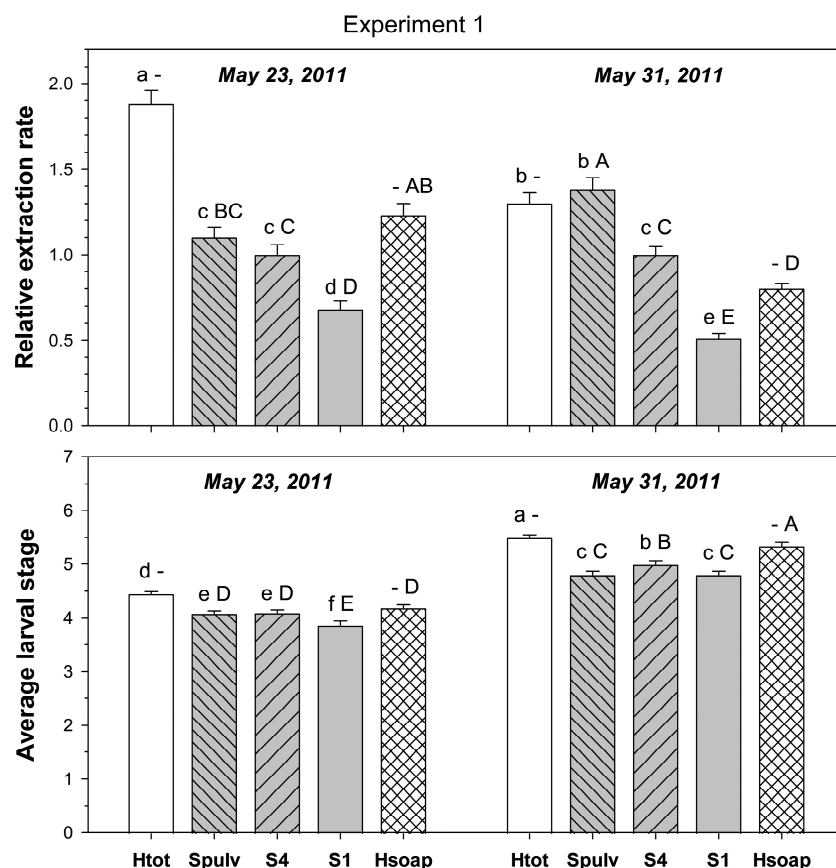 Experiment 1
Relative extraction rate
2.0
1.5
1.0
0.5
0.0
May 23, 2011
May 31, 2011
a -
c BC
c C
d D
- AB
b -
b A
c C
e E
- D
Average larval stage
7
6
5
4
3
2
1
0
May 23, 2011
May 31, 2011
d -
e D
e D
f E
- D
a -
c C
b B
c C
- A
Htot Spulv S4 S1 Hsoap Htot Spulv S4 S1 Hsoap